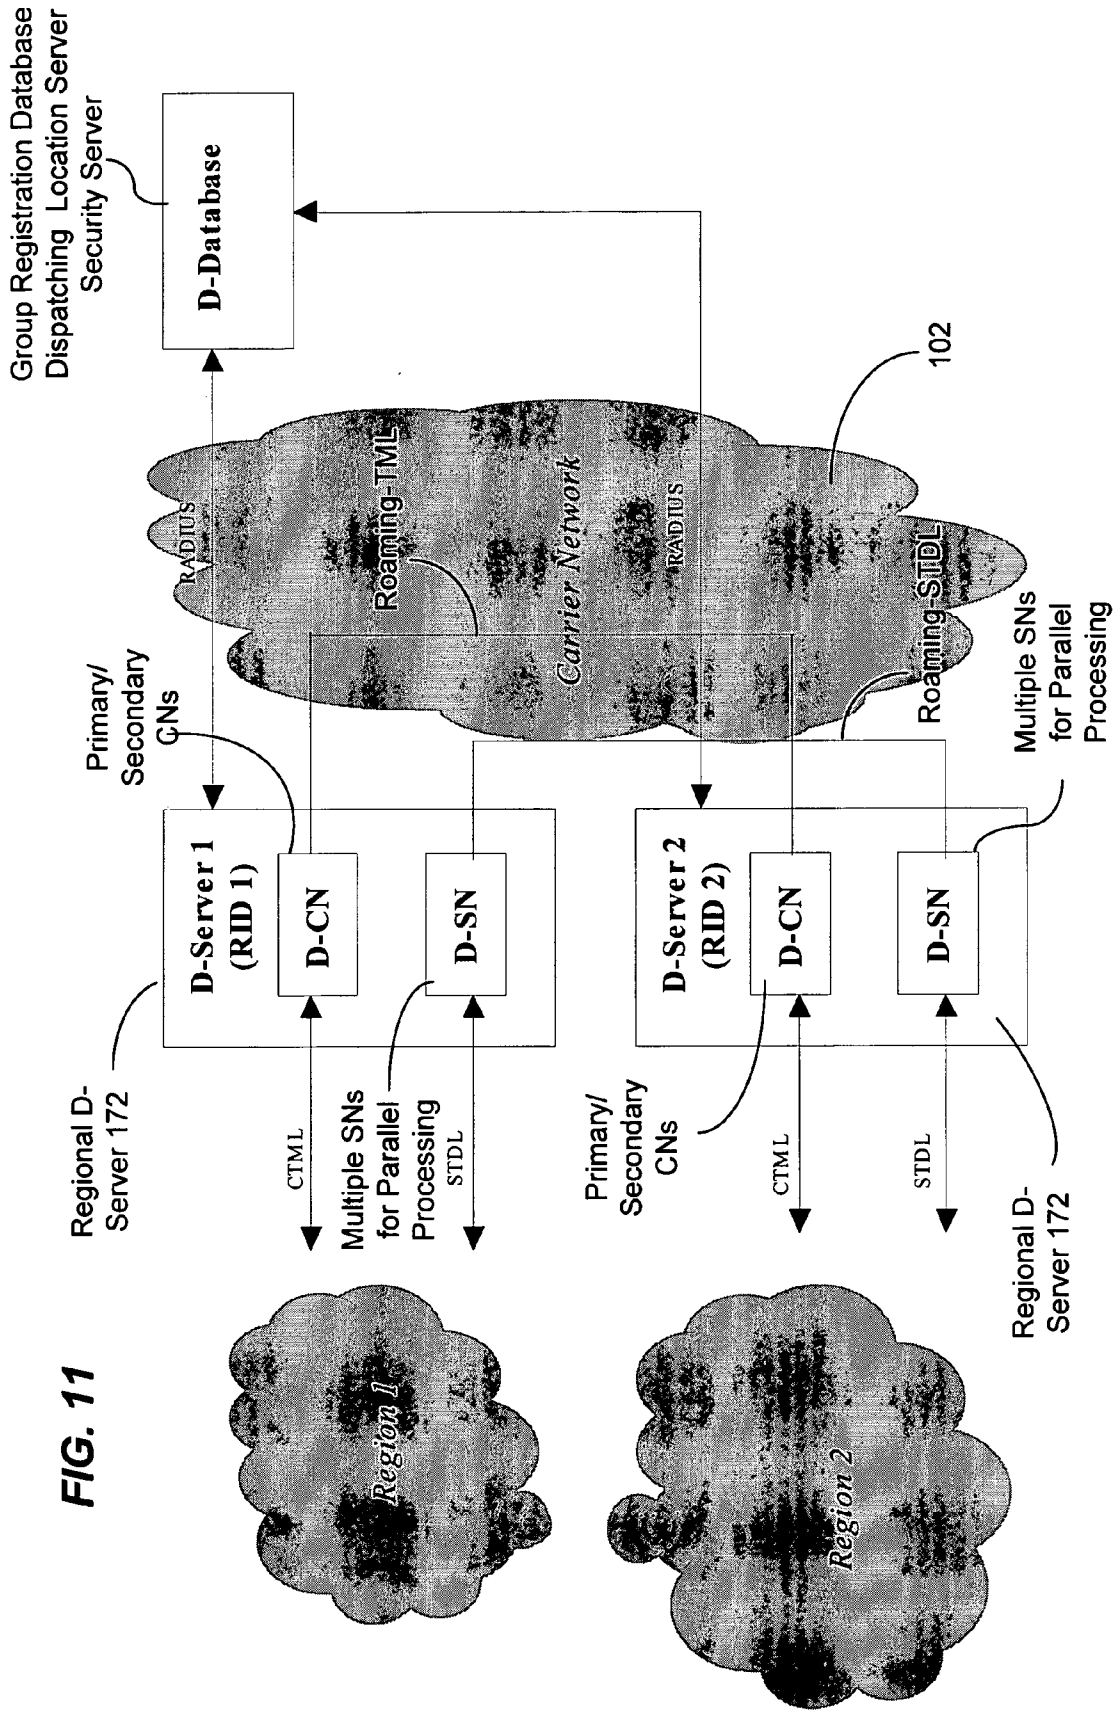 FIG. 11
Group Registration Database
Dispatching Location Server
Security Server
D-Database
Regional D-
Server 172
D-Server 1
(RID 1)
Primary/
Secondary
CNs
RADIUS
CTML
D-CN
Roaming-TML
Multiple SNs
for Parallel
Processing
STDL
D-SN
Region 1
Carrier Network
RADIUS
102
Primary/
Secondary
CNs
D-Server 2
(RID 2)
CTML
D-CN
Region 2
STDL
D-SN
Roaming-STDL
Multiple SNs
for Parallel
Processing
Regional D-
Server 172